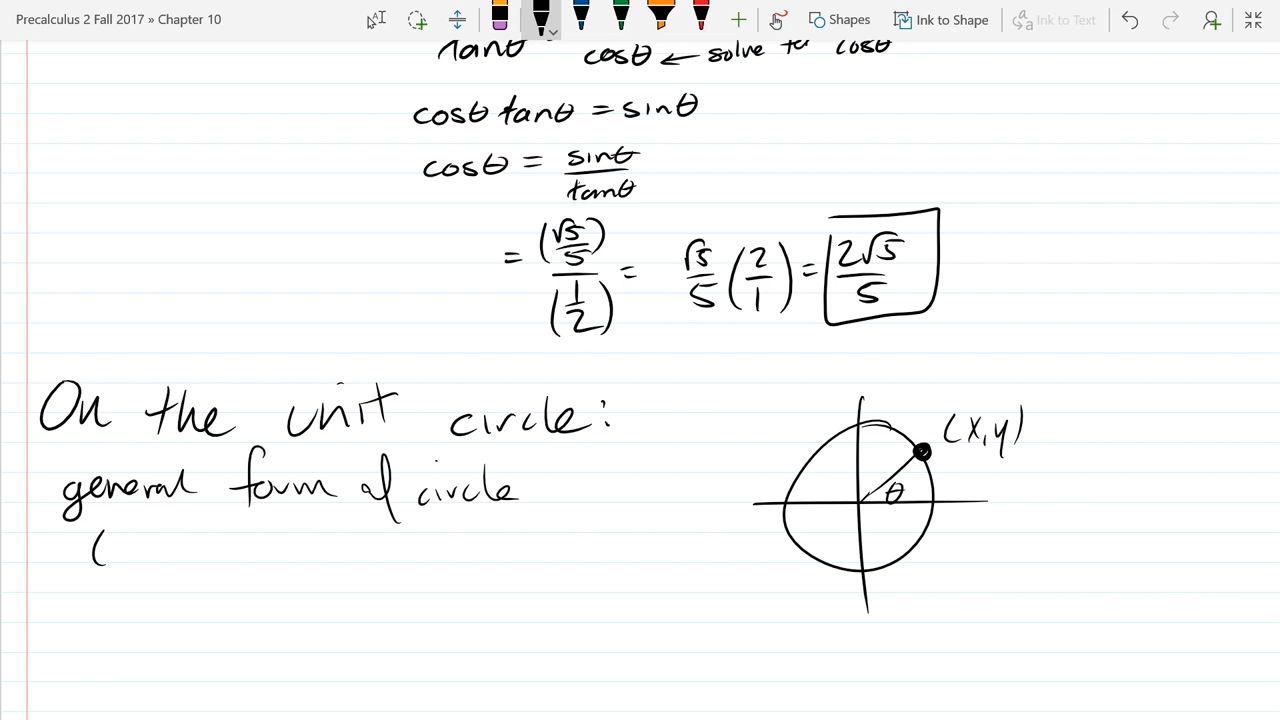 Precalculus 2 Fall 2017 » Chapter 10
Shapes
Ink to Shape
Ink to Text
tanθ = cosθ ← solve for cosθ
cosθ tanθ = sinθ
cosθ = sinθ/tanθ
= (√5/5)/(1/2) = √5/5 (2/1) = 2√5/5
On the unit circle:
(x,y)
general form of circle
θ
(